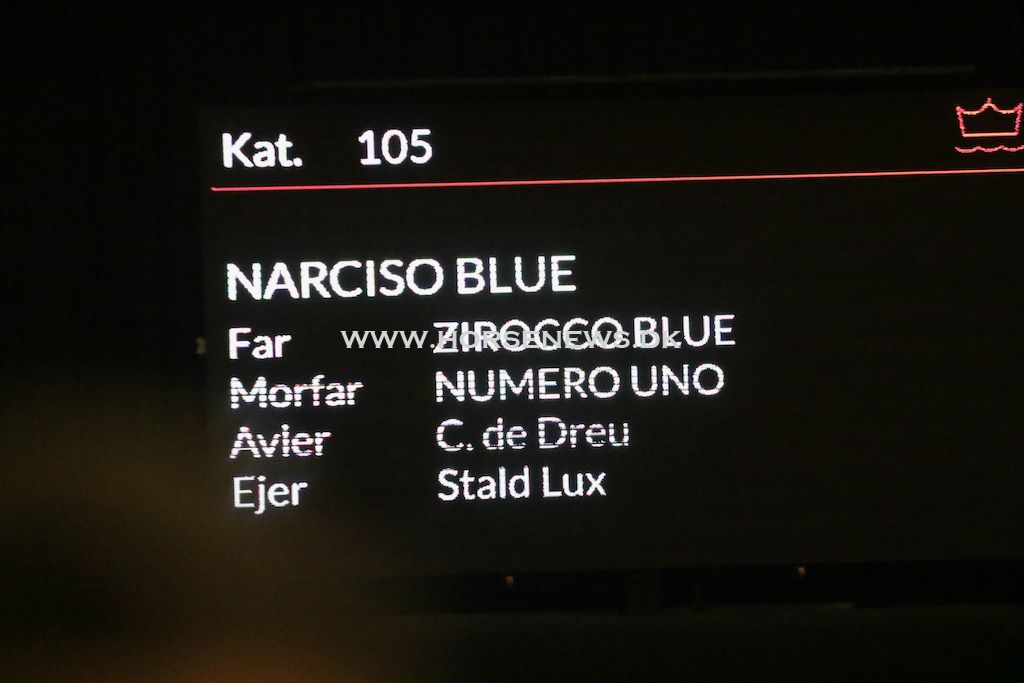 Kat. 105
NARCISO BLUE
Far ZIROCCO BLUE
WWW.HORSENEWS.DK
Morfar NUMERO UNO
Avler C. de Dreu
Ejer Stald Lux